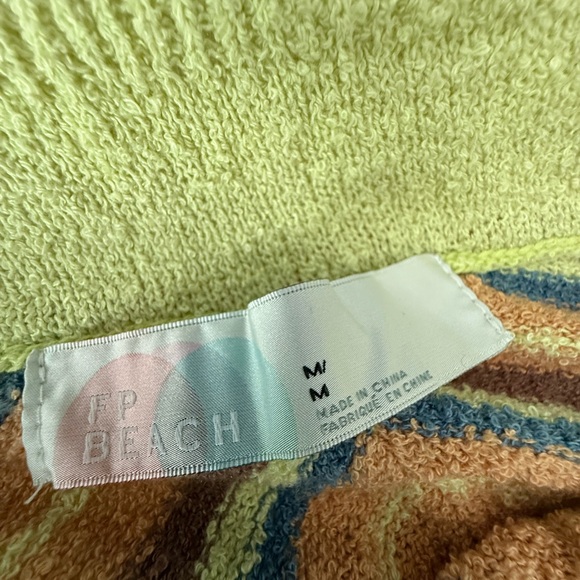 FP
BEACH
M/
M
MADE IN CHINA
FABRIQUÉ EN CHINE